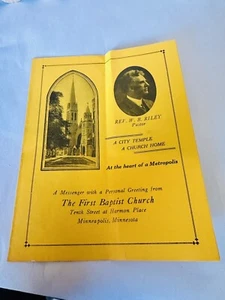 REV. W. B. RILEY
Pastor
A CITY TEMPLE
A CHURCH HOME
At the heart of a Metropolis
A Messenger with a Personal Greeting from
The First Baptist Church
Tenth Street at Harmon Place
Minneapolis, Minnesota